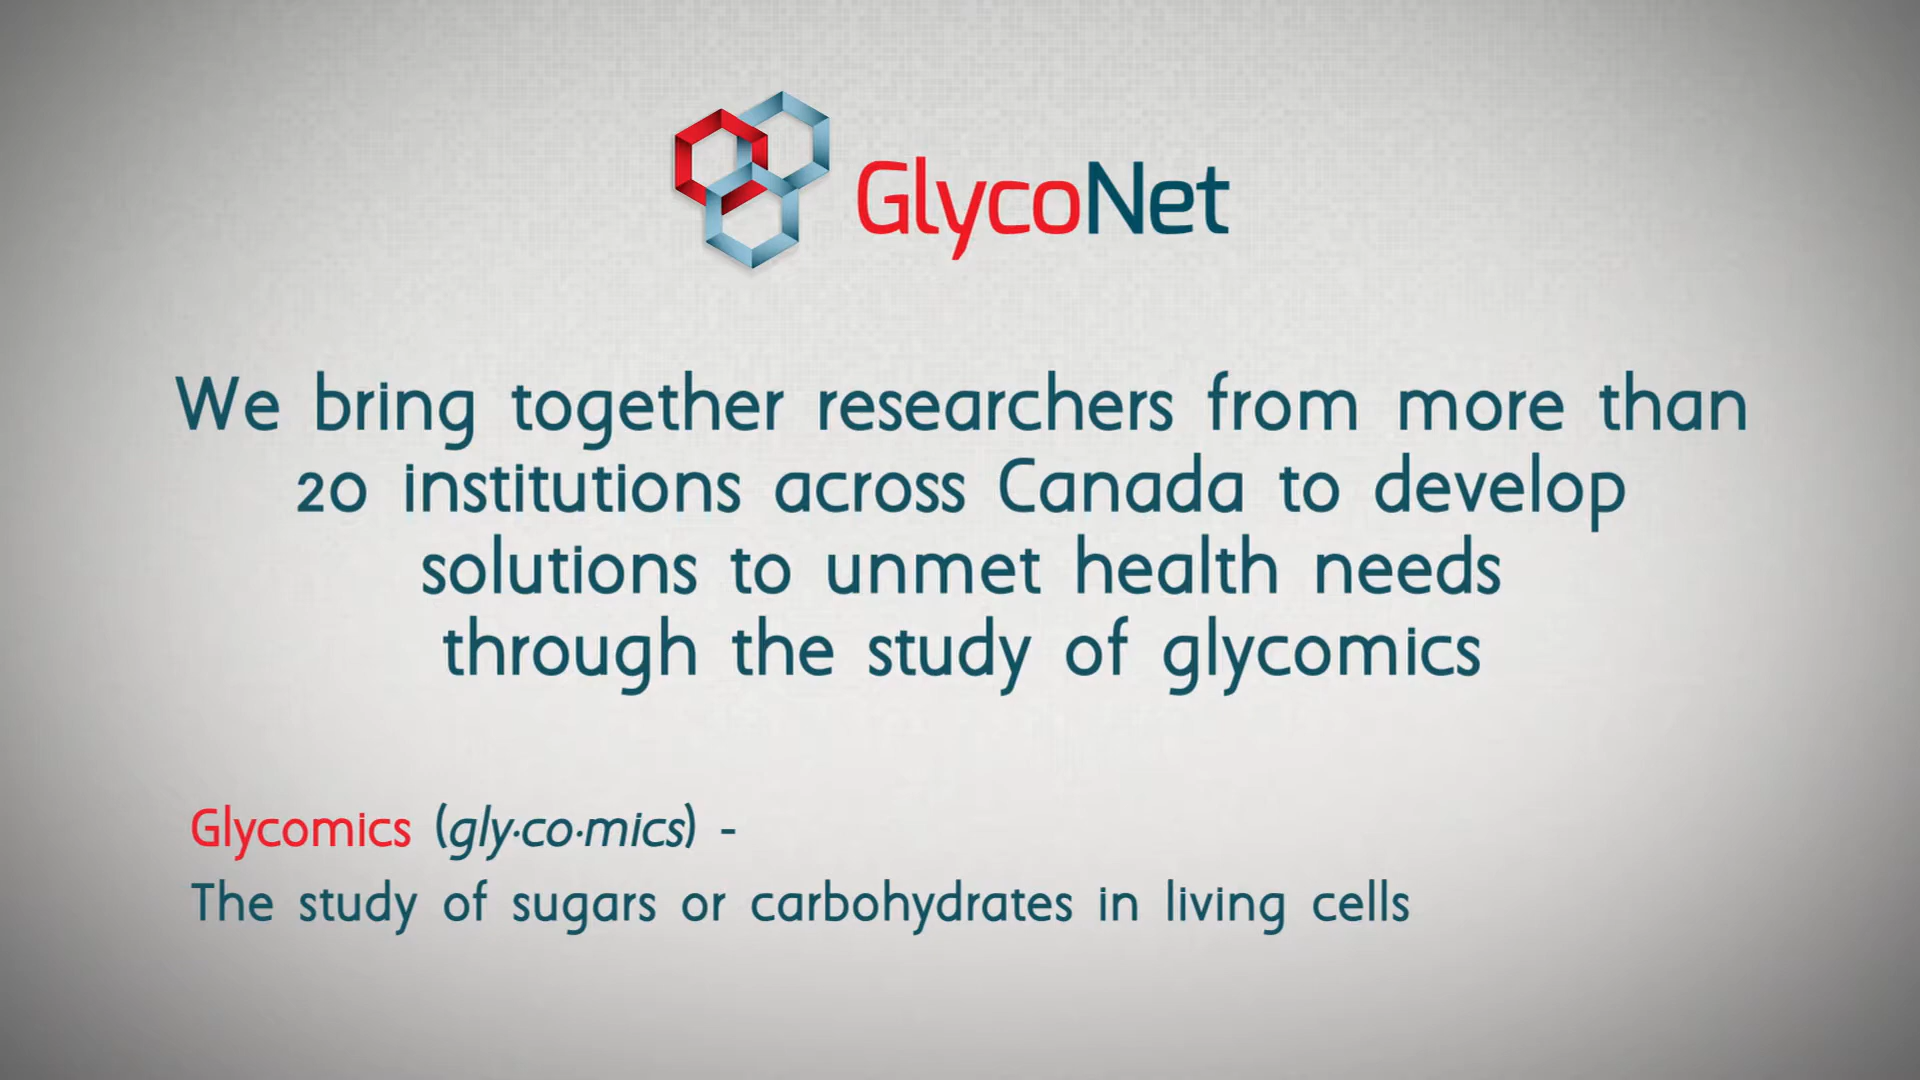 GlycoNet
We bring together researchers from more than
20 institutions across Canada to develop
solutions to unmet health needs
through the study of glycomics
Glycomics (gly·co·mics) -
The study of sugars or carbohydrates in living cells